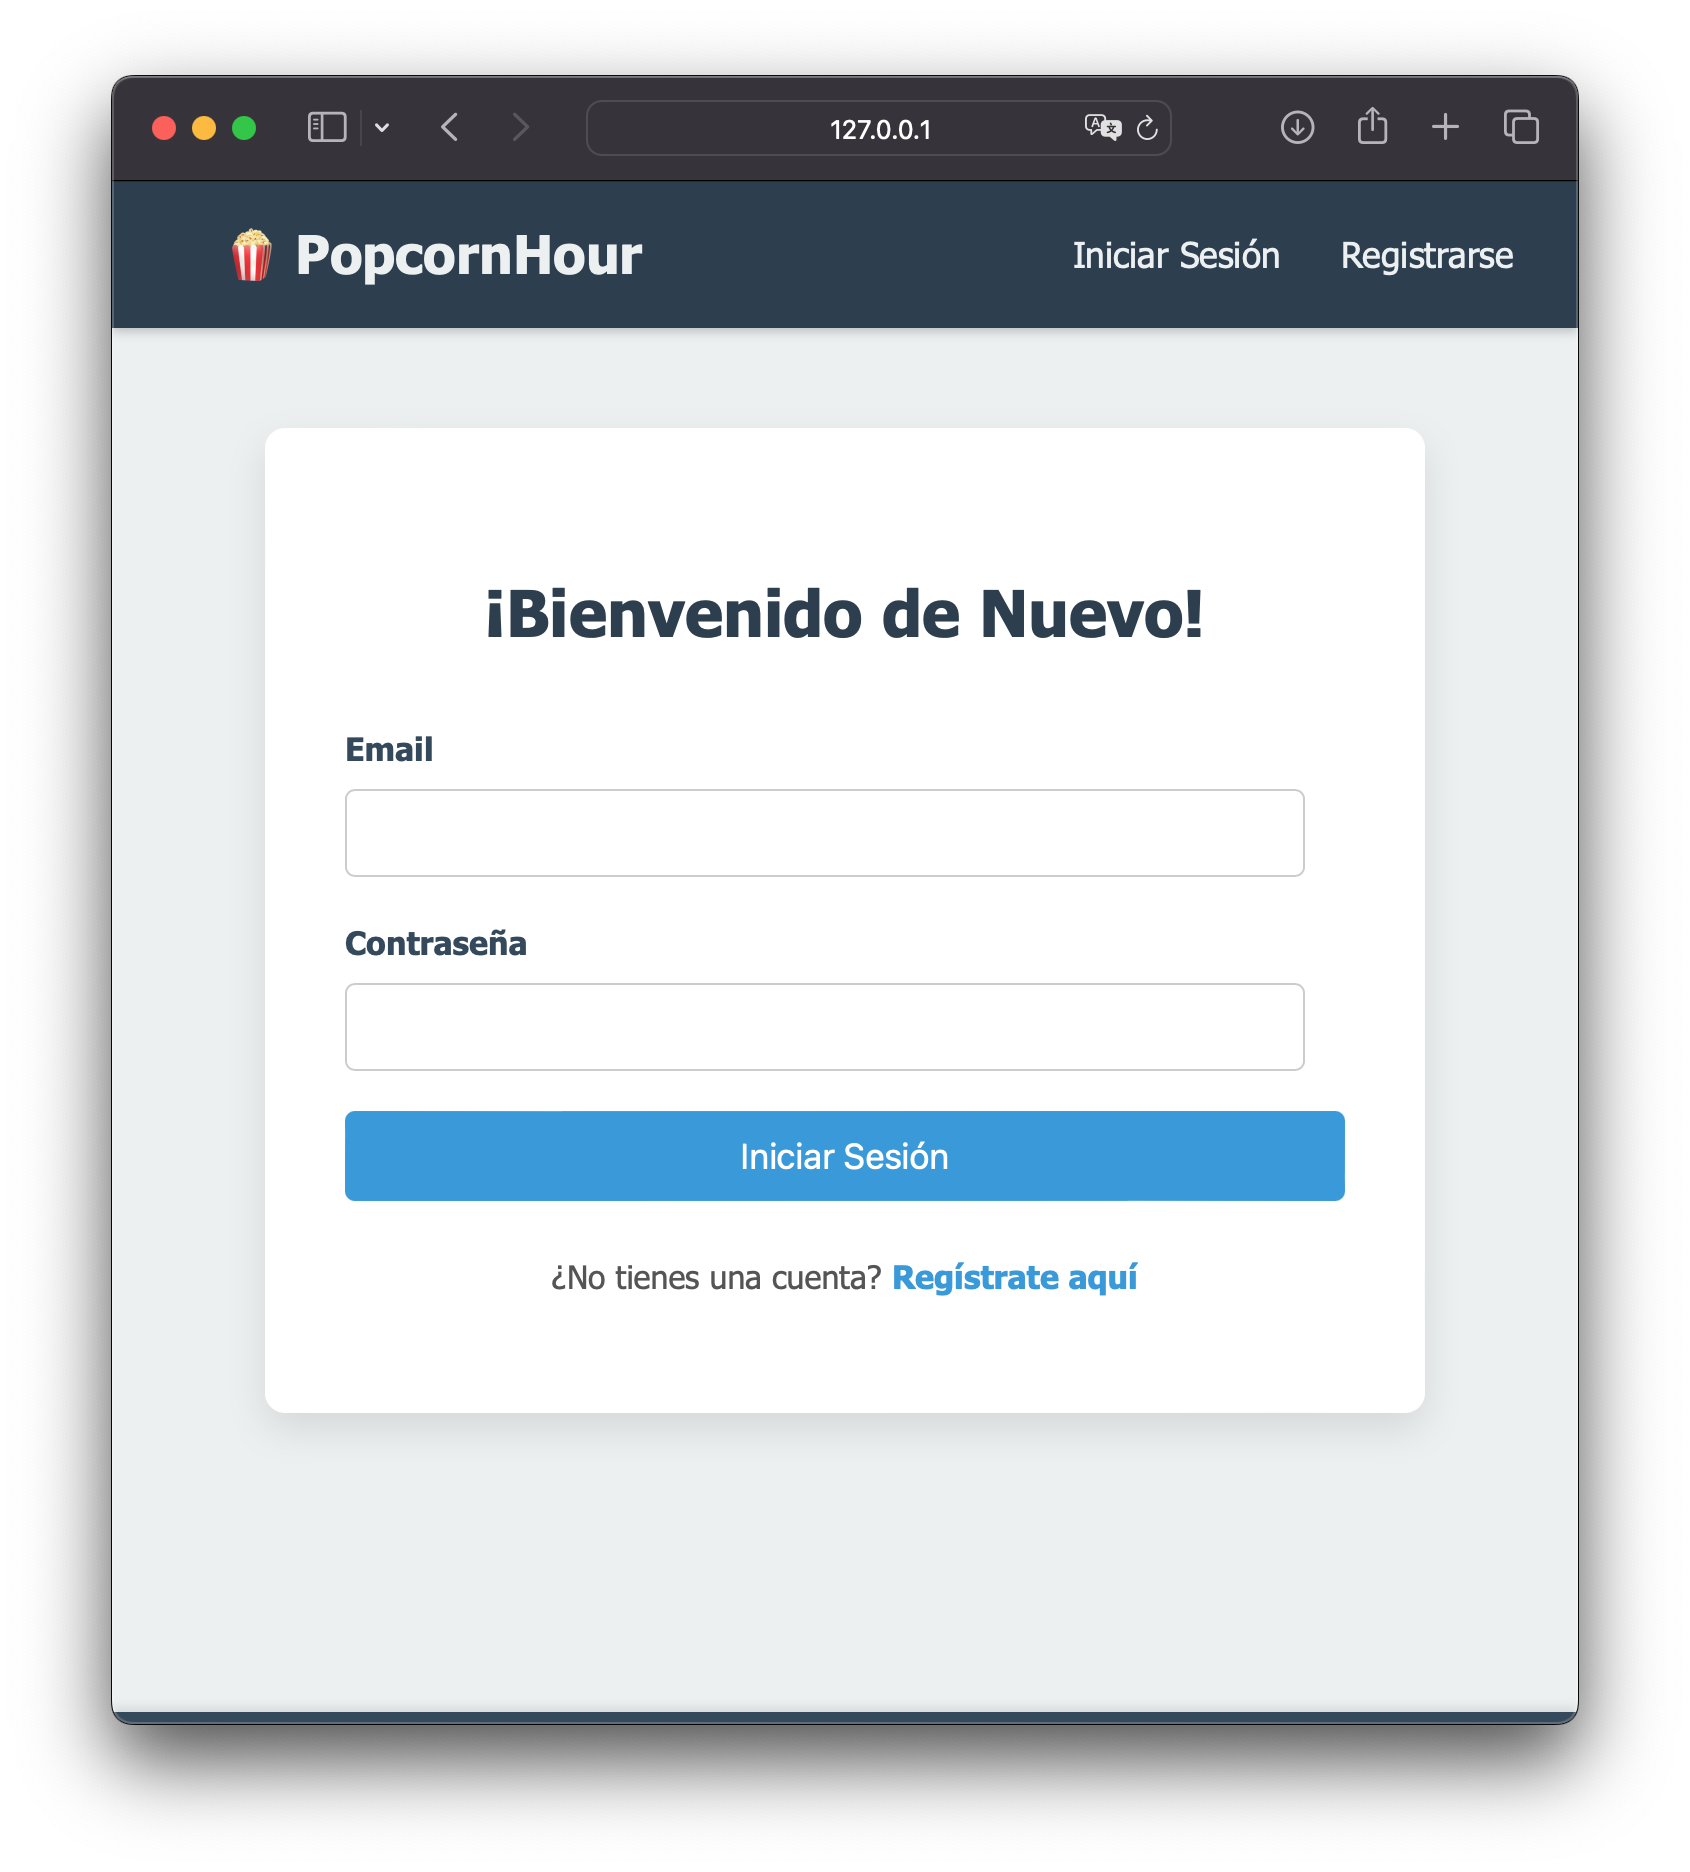 127.0.0.1
PopcornHour
Iniciar Sesión
Registrarse
¡Bienvenido de Nuevo!
Email
Contraseña
Iniciar Sesión
¿No tienes una cuenta? Regístrate aquí